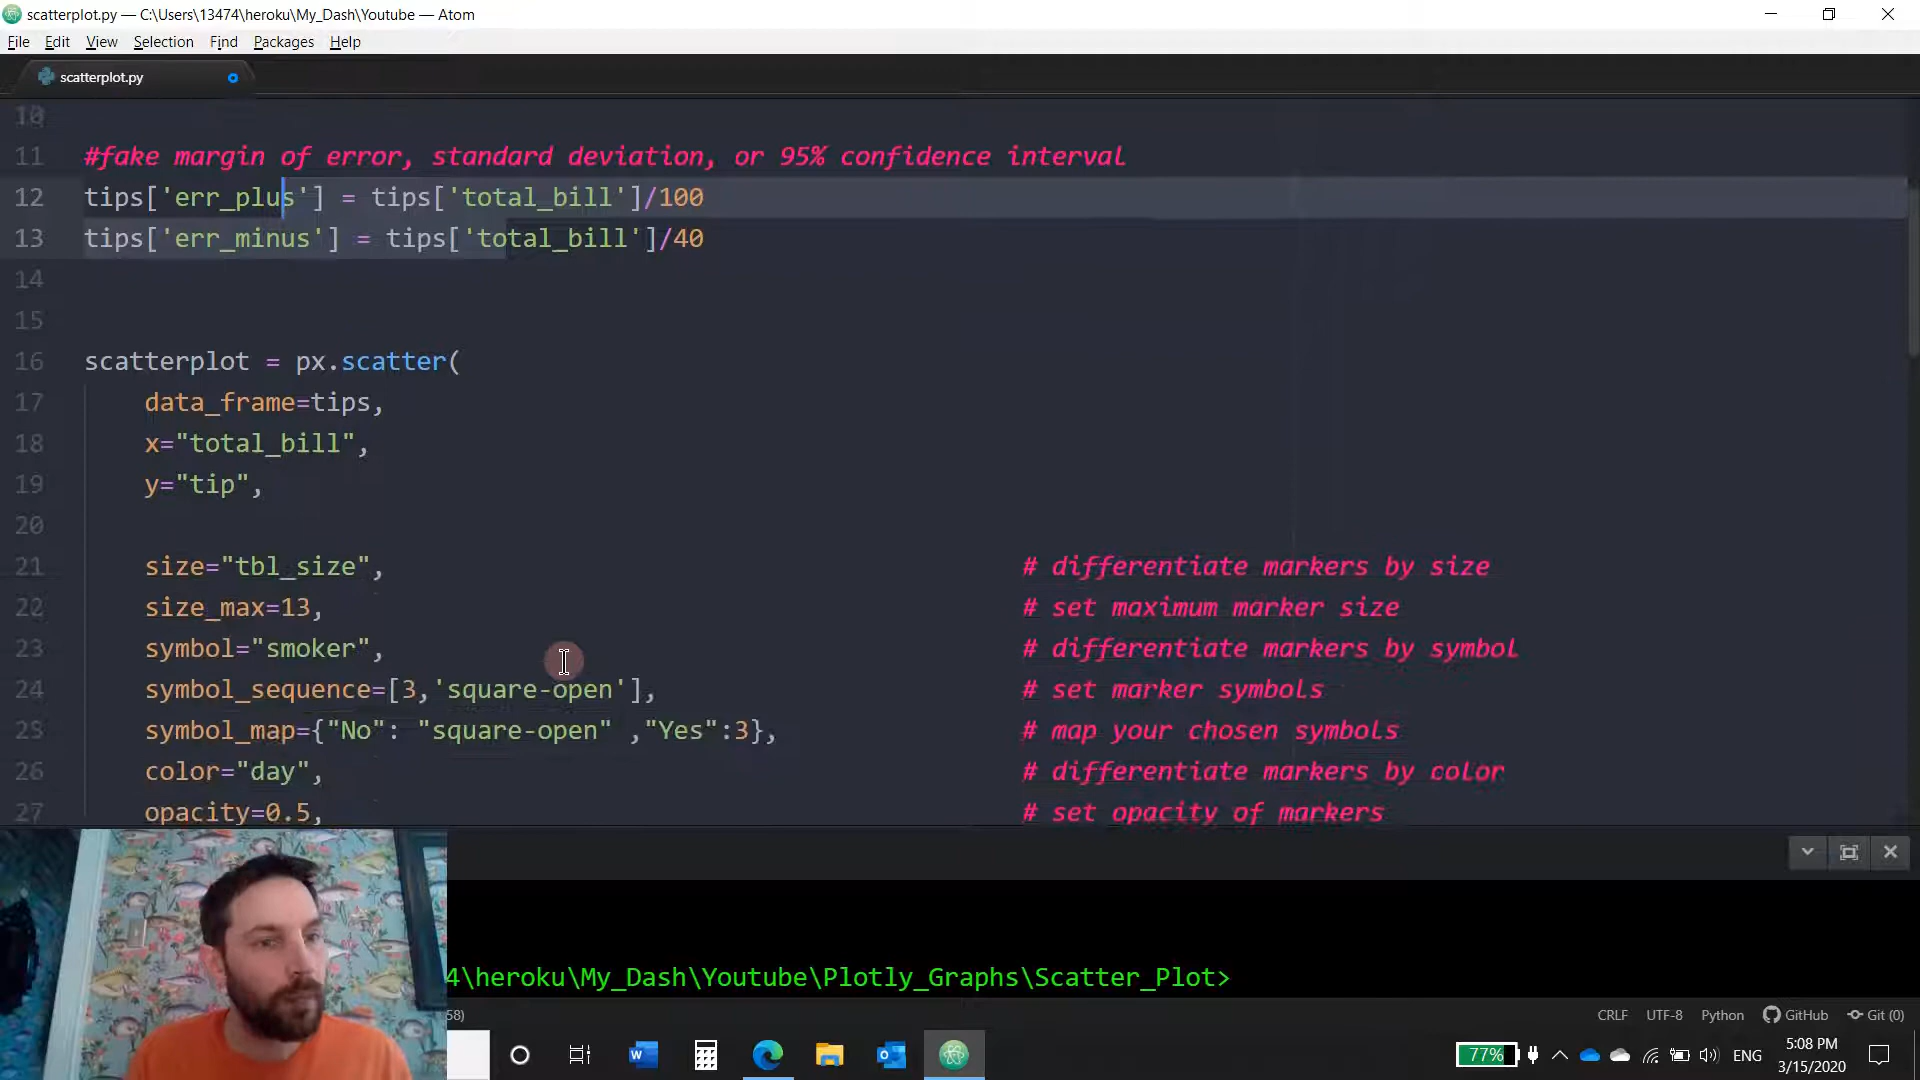 scatterplot.py — C:\Users\13474\heroku\My_Dash\Youtube — Atom
File Edit View Selection Find Packages Help
scatterplot.py
10
11 #fake margin of error, standard deviation, or 95% confidence interval
12 tips['err_plus'] = tips['total_bill']/100
13 tips['err_minus'] = tips['total_bill']/40
14
15
16 scatterplot = px.scatter(
17 data_frame=tips,
18 x="total_bill",
19 y="tip",
20
21 size="tbl_size", # differentiate markers by size
22 size_max=13, # set maximum marker size
23 symbol="smoker", # differentiate markers by symbol
24 symbol_sequence=[3,'square-open'], # set marker symbols
25 symbol_map={"No": "square-open" ,"Yes":3}, # map your chosen symbols
26 color="day", # differentiate markers by color
27 opacity=0.5, # set opacity of markers
4\heroku\My_Dash\Youtube\Plotly_Graphs\Scatter_Plot>
58) CRLF UTF-8 Python GitHub Git (0)
77% ENG 5:08 PM
3/15/2020